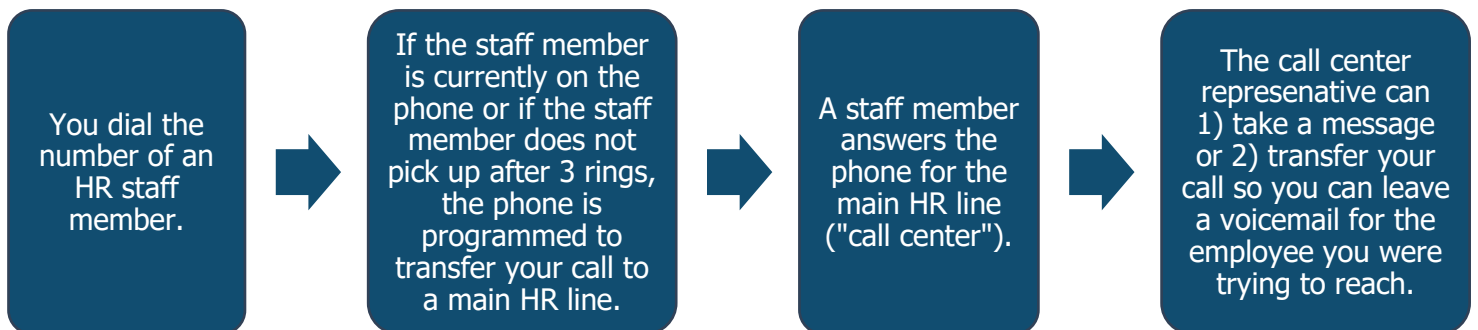 You dial the
number of an
HR staff
member.
If the staff member
is currently on the
phone or if the staff
member does not
pick up after 3 rings,
the phone is
programmed to
transfer your call to
a main HR line.
A staff member
answers the
phone for the
main HR line
("call center").
The call center
represenative can
1) take a message
or 2) transfer your
call so you can leave
a voicemail for the
employee you were
trying to reach.